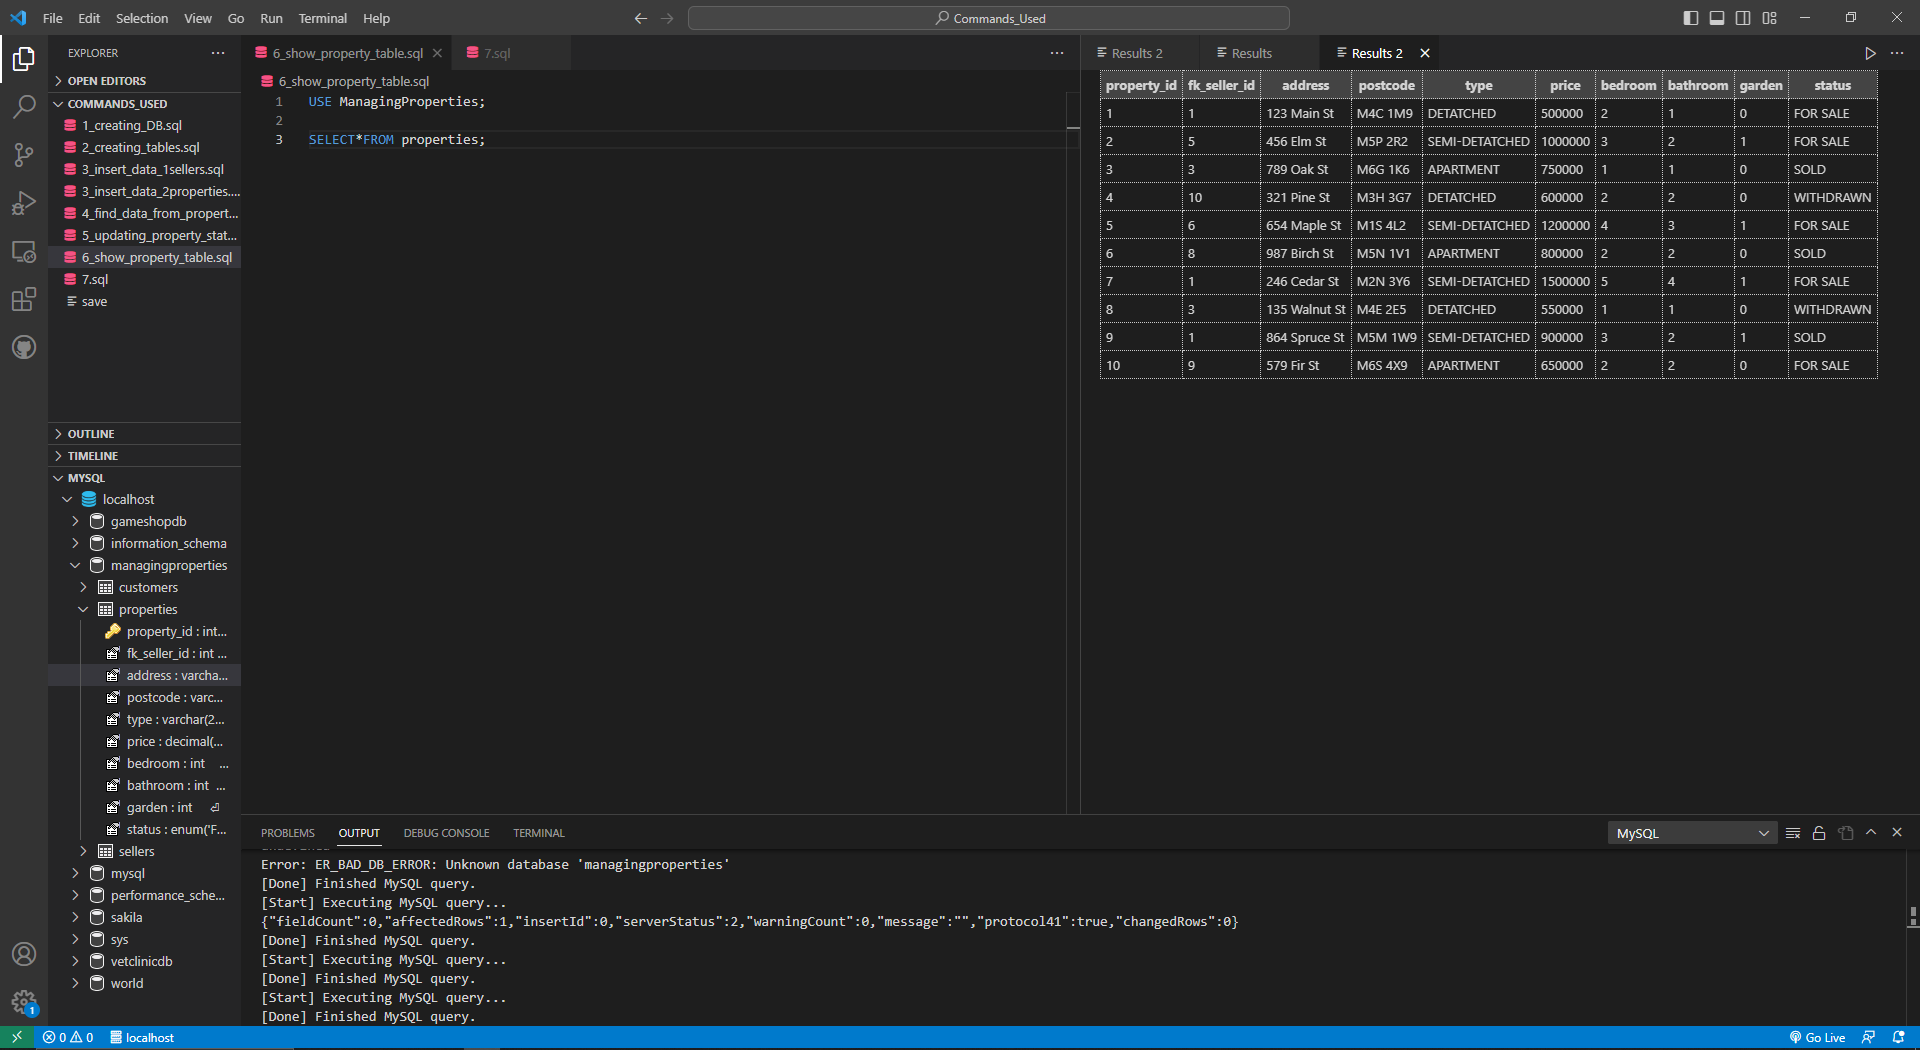 File Edit Selection View Go Run Terminal Help
Commands_Used
EXPLORER
OPEN EDITORS
COMMANDS_USED
1_creating_DB.sql
2_creating_tables.sql
3_insert_data_1sellers.sql
3_insert_data_2properties....
4_find_data_from_propert...
5_updating_property_stat...
6_show_property_table.sql
7.sql
save
OUTLINE
TIMELINE
MYSQL
localhost
gameshopdb
information_schema
managingproperties
customers
properties
property_id : int...
fk_seller_id : int ...
address : varcha...
postcode : varc...
type : varchar(2...
price : decimal(...
bedroom : int ...
bathroom : int ...
garden : int
status : enum('F...
sellers
mysql
performance_sche...
sakila
sys
vetclinicdb
world
6_show_property_table.sql 7.sql
6_show_property_table.sql
1 USE ManagingProperties;
2
3 SELECT*FROM properties;
Results 2 Results Results 2
property_id fk_seller_id address postcode type price bedroom bathroom garden status
1 1 123 Main St M4C 1M9 DETATCHED 500000 2 1 0 FOR SALE
2 5 456 Elm St M5P 2R2 SEMI-DETATCHED 1000000 3 2 1 FOR SALE
3 3 789 Oak St M6G 1K6 APARTMENT 750000 1 1 0 SOLD
4 10 321 Pine St M3H 3G7 DETATCHED 600000 2 2 0 WITHDRAWN
5 6 654 Maple St M1S 4L2 SEMI-DETATCHED 1200000 4 3 1 FOR SALE
6 8 987 Birch St M5N 1V1 APARTMENT 800000 2 2 0 SOLD
7 1 246 Cedar St M2N 3Y6 SEMI-DETATCHED 1500000 5 4 1 FOR SALE
8 3 135 Walnut St M4E 2E5 DETATCHED 550000 1 1 0 WITHDRAWN
9 1 864 Spruce St M5M 1W9 SEMI-DETATCHED 900000 3 2 1 SOLD
10 9 579 Fir St M6S 4X9 APARTMENT 650000 2 2 0 FOR SALE
PROBLEMS OUTPUT DEBUG CONSOLE TERMINAL
MySQL
Error: ER_BAD_DB_ERROR: Unknown database 'managingproperties'
[Done] Finished MySQL query.
[Start] Executing MySQL query...
{"fieldCount":0,"affectedRows":1,"insertId":0,"serverStatus":2,"warningCount":0,"message":"","protocol41":true,"changedRows":0}
[Done] Finished MySQL query.
[Start] Executing MySQL query...
[Done] Finished MySQL query.
[Start] Executing MySQL query...
[Done] Finished MySQL query.
1
0 0 localhost
Go Live